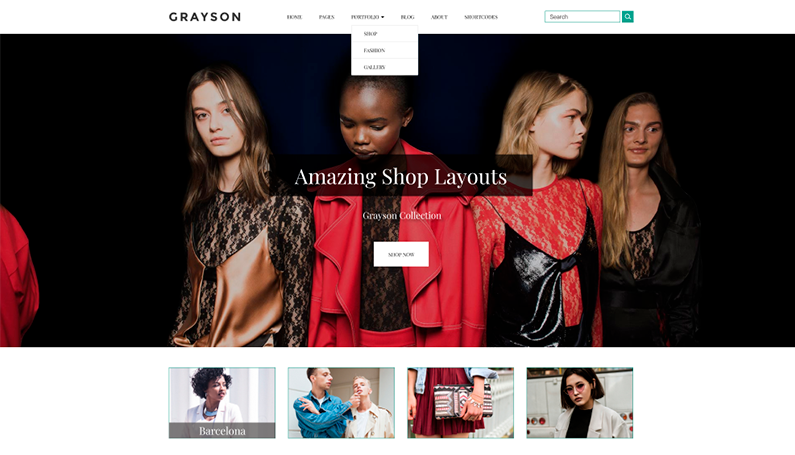 GRAYSON
HOME PAGES PORTFOLIO BLOG ABOUT SHORTCODES
Search
SHOP
FASHION
GALLERY
Amazing Shop Layouts
Grayson Collection
SHOP NOW
Barcelona